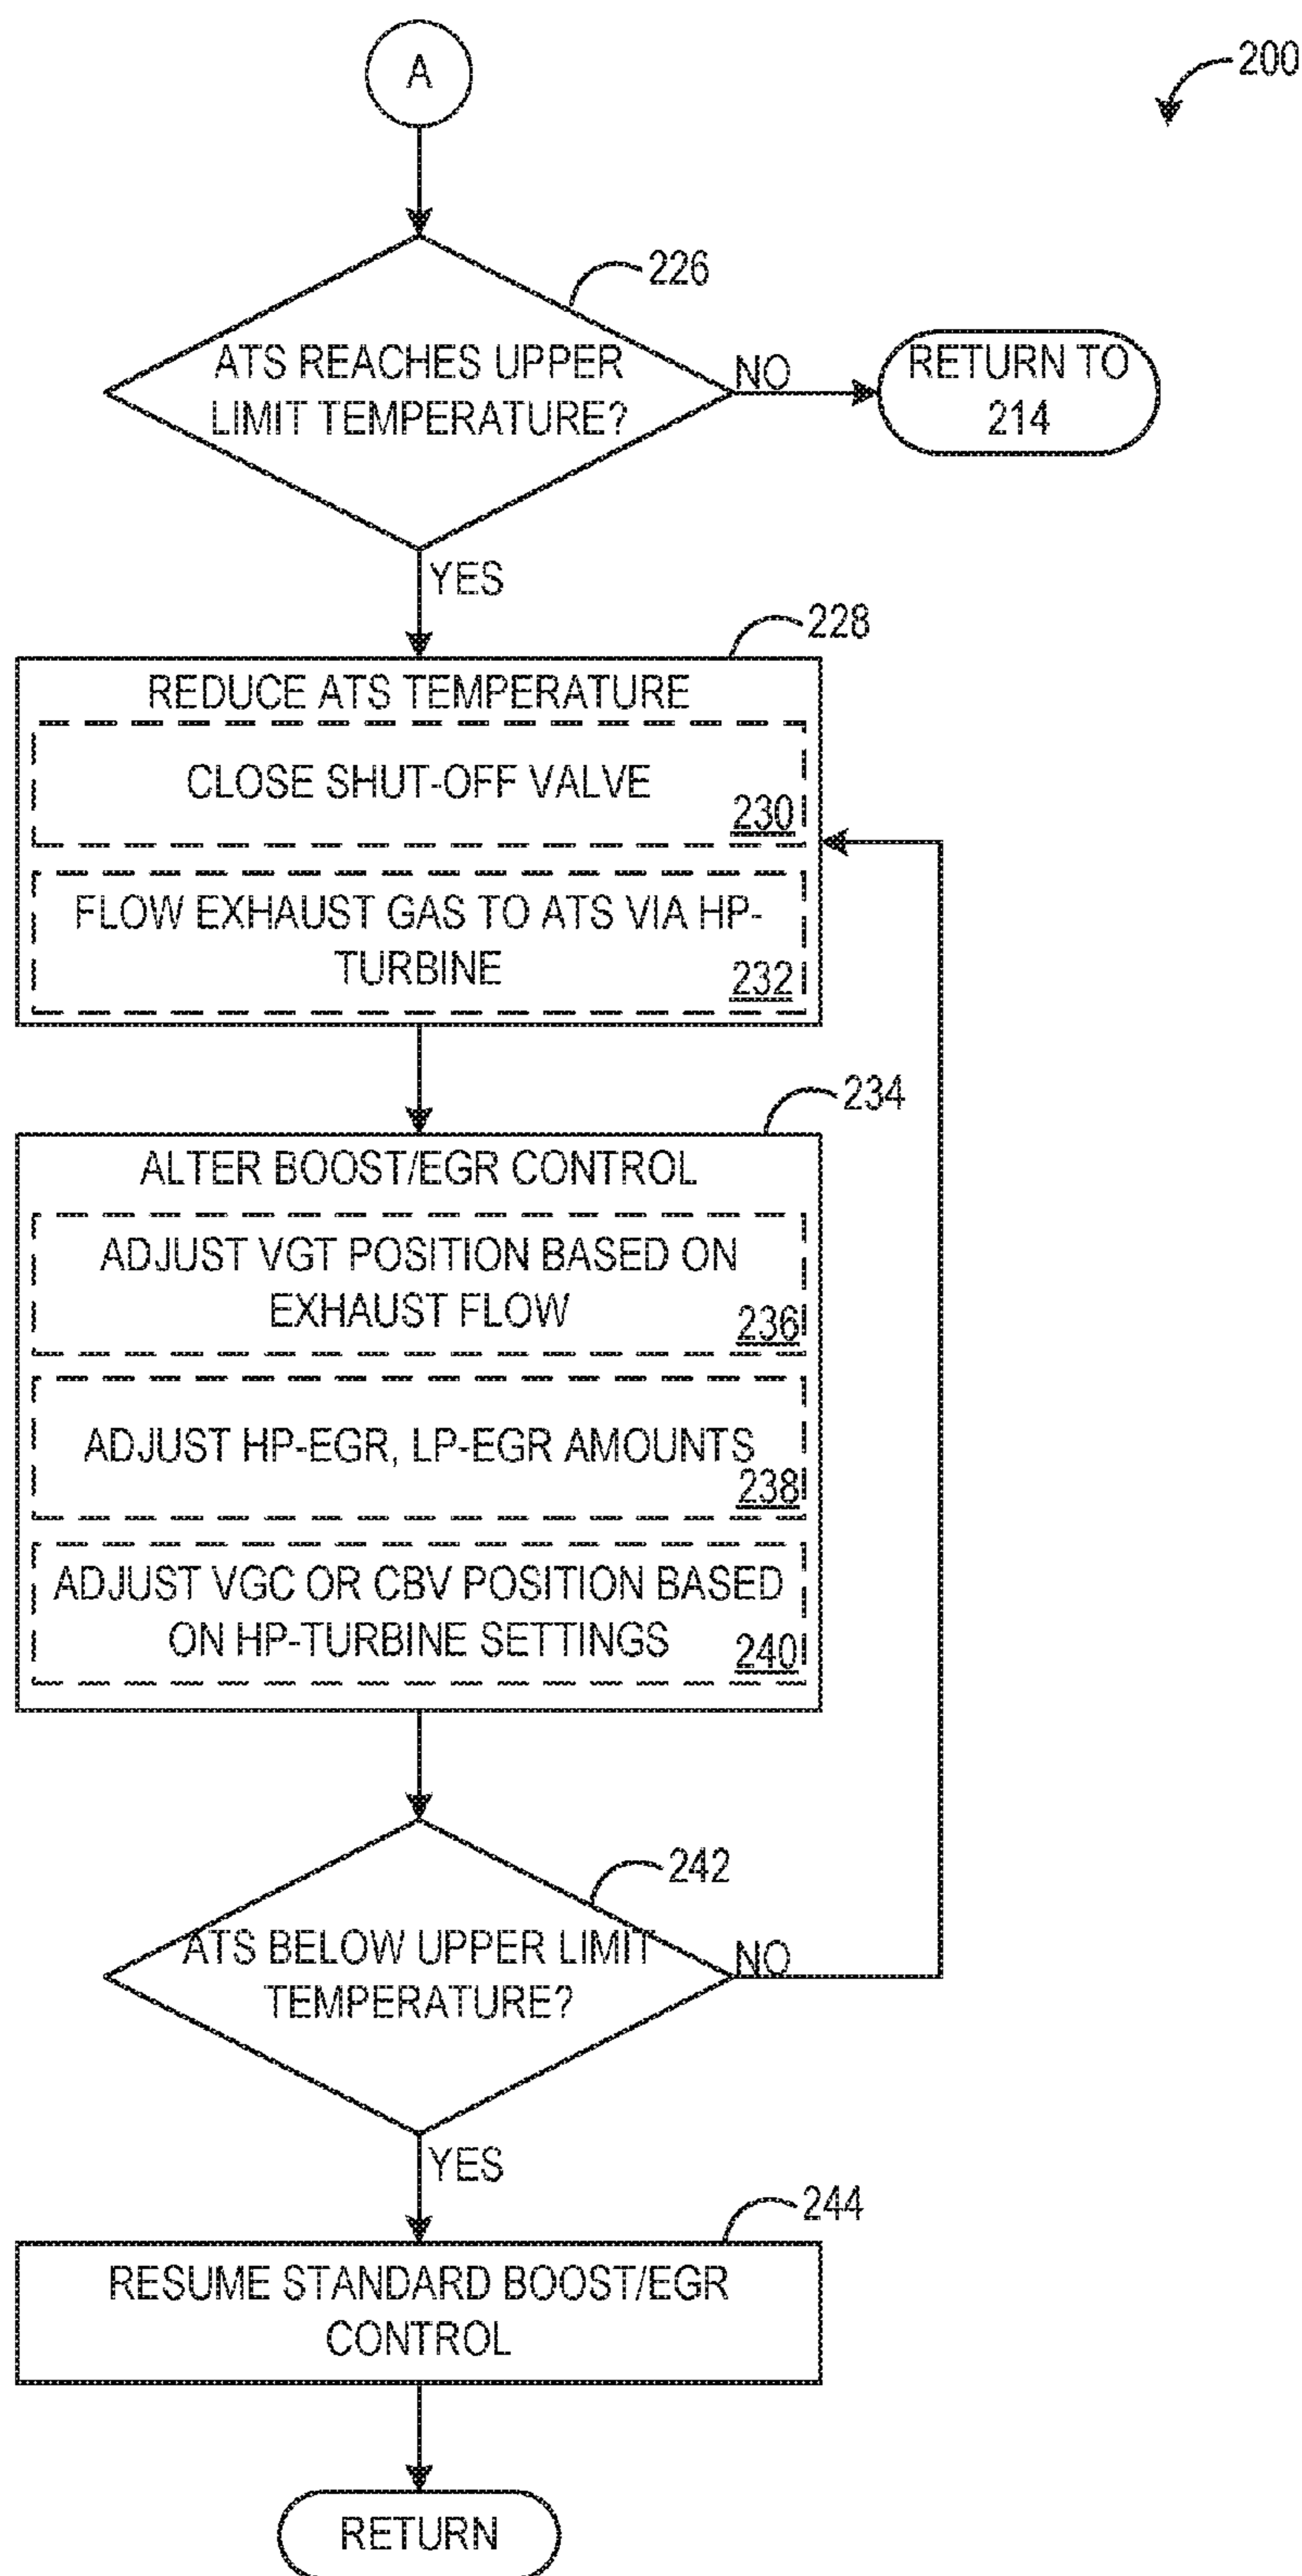 A
200
226
ATS REACHES UPPER
LIMIT TEMPERATURE?
NO
RETURN TO
214
YES
228
REDUCE ATS TEMPERATURE
CLOSE SHUT-OFF VALVE
230
FLOW EXHAUST GAS TO ATS VIA HP-
TURBINE
232
234
ALTER BOOST/EGR CONTROL
ADJUST VGT POSITION BASED ON
EXHAUST FLOW
236
ADJUST HP-EGR, LP-EGR AMOUNTS
238
ADJUST VGC OR CBV POSITION BASED
ON HP-TURBINE SETTINGS
240
242
ATS BELOW UPPER LIMIT
TEMPERATURE?
NO
YES
244
RESUME STANDARD BOOST/EGR
CONTROL
RETURN